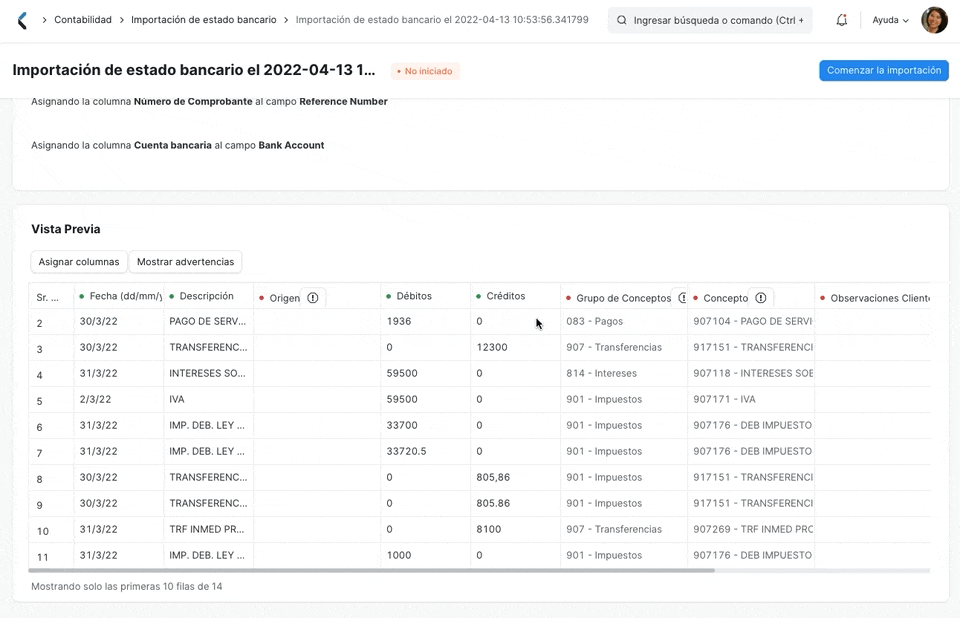 Contabilidad > Importación de estado bancario > Importación de estado bancario el 2022-04-13 10:53:56.341799
Ingresar búsqueda o comando (Ctrl +
Ayuda
Importación de estado bancario el 2022-04-13 1...
No iniciado
Comenzar la importación
Asignando la columna Número de Comprobante al campo Reference Number
Asignando la columna Cuenta bancaria al campo Bank Account
Vista Previa
Asignar columnas Mostrar advertencias
Sr. ... Fecha (dd/mm/y Descripción Origen Débitos Créditos Grupo de Conceptos Concepto Observaciones Cliente
2 30/3/22 PAGO DE SERV... 1936 0 083 - Pagos 907104 - PAGO DE SERVI
3 30/3/22 TRANSFERENC... 0 12300 907 - Transferencias 917151 - TRANSFERENCI
4 31/3/22 INTERESES SO... 59500 0 814 - Intereses 907118 - INTERESES SOB
5 2/3/22 IVA 59500 0 901 - Impuestos 907171 - IVA
6 31/3/22 IMP. DEB. LEY ... 33700 0 901 - Impuestos 907176 - DEB IMPUESTO
7 31/3/22 IMP. DEB. LEY ... 33720.5 0 901 - Impuestos 907176 - DEB IMPUESTO
8 30/3/22 TRANSFERENC... 0 805,86 901 - Impuestos 917151 - TRANSFERENCI
9 30/3/22 TRANSFERENC... 0 805.86 901 - Impuestos 917151 - TRANSFERENCI
10 31/3/22 TRF INMED PR... 0 8100 907 - Transferencias 907269 - TRF INMED PRO
11 31/3/22 IMP. DEB. LEY ... 1000 0 901 - Impuestos 907176 - DEB IMPUESTO
Mostrando solo las primeras 10 filas de 14